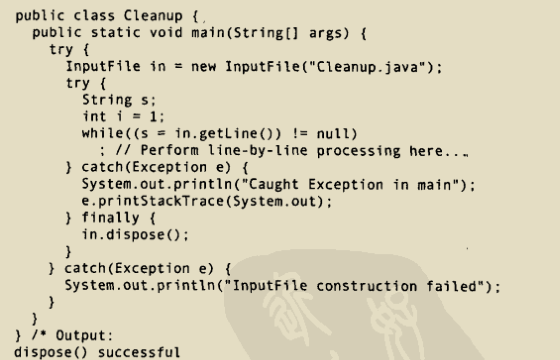 public class Cleanup {
public static void main(String[] args) {
try {
InputFile in = new InputFile("Cleanup.java");
try {
String s;
int i = 1;
while((s = in.getLine()) != null)
; // Perform line-by-line processing here...
} catch(Exception e) {
System.out.println("Caught Exception in main");
e.printStackTrace(System.out);
} finally {
in.dispose();
}
} catch(Exception e) {
System.out.println("InputFile construction failed");
}
}
} /* Output:
dispose() successful